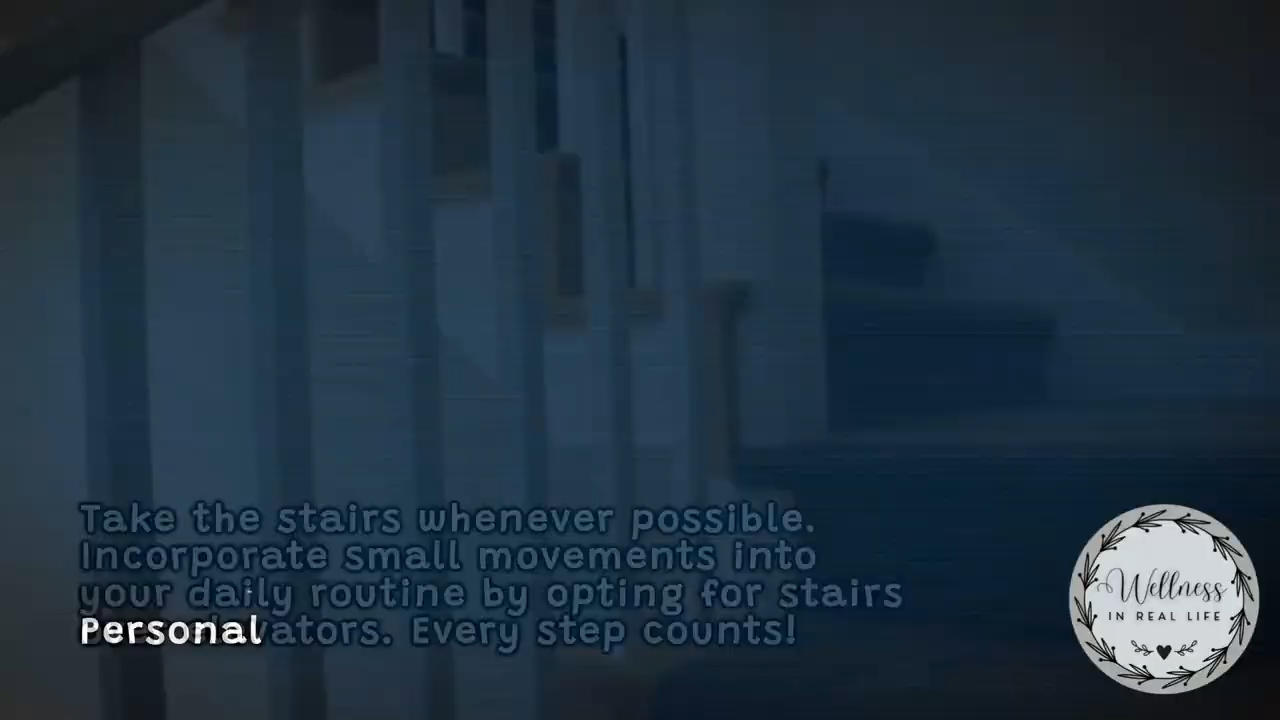 Take the stairs whenever possible.
Incorporate small movements into
your daily routine by opting for stairs
Personal
ators. Every step counts!
Wellness
IN REAL LIFE